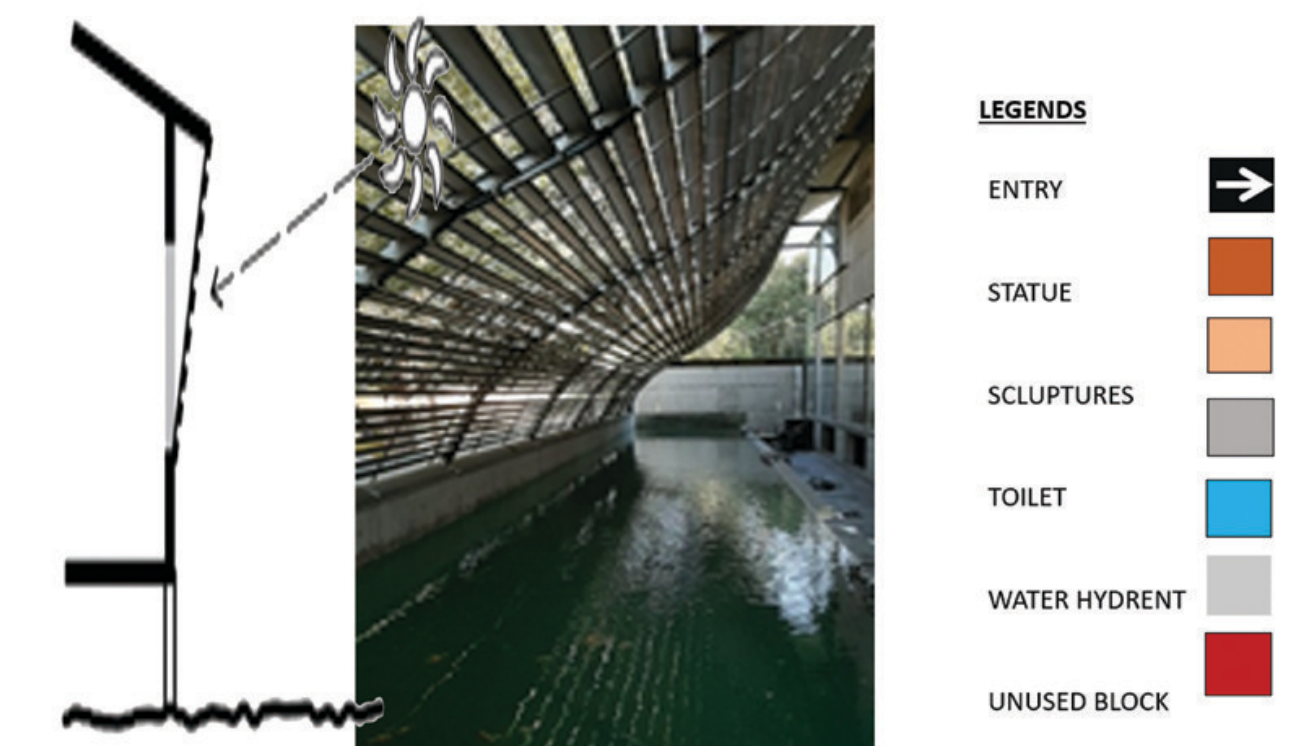 LEGENDS
ENTRY
STATUE
SCLUPTURES
TOILET
WATER HYDRENT
UNUSED BLOCK